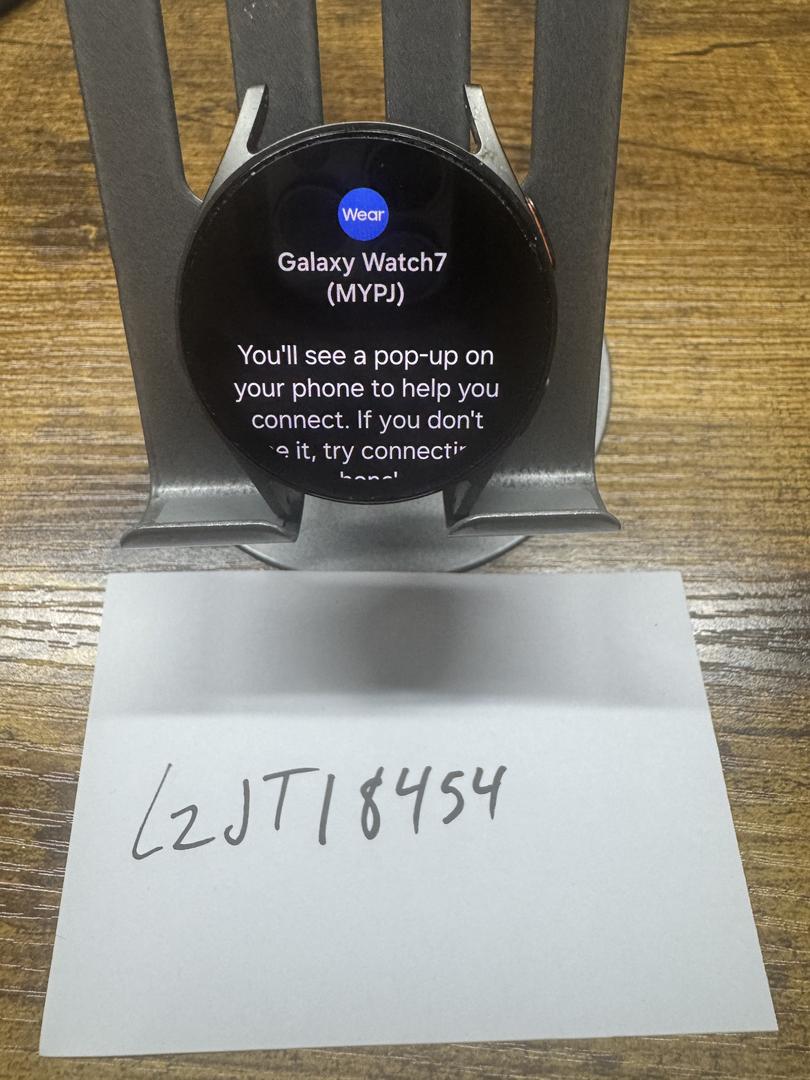 Wear
Galaxy Watch7
(MYPJ)
You'll see a pop-up on
your phone to help you
connect. If you don't
it, try
LZJT18454